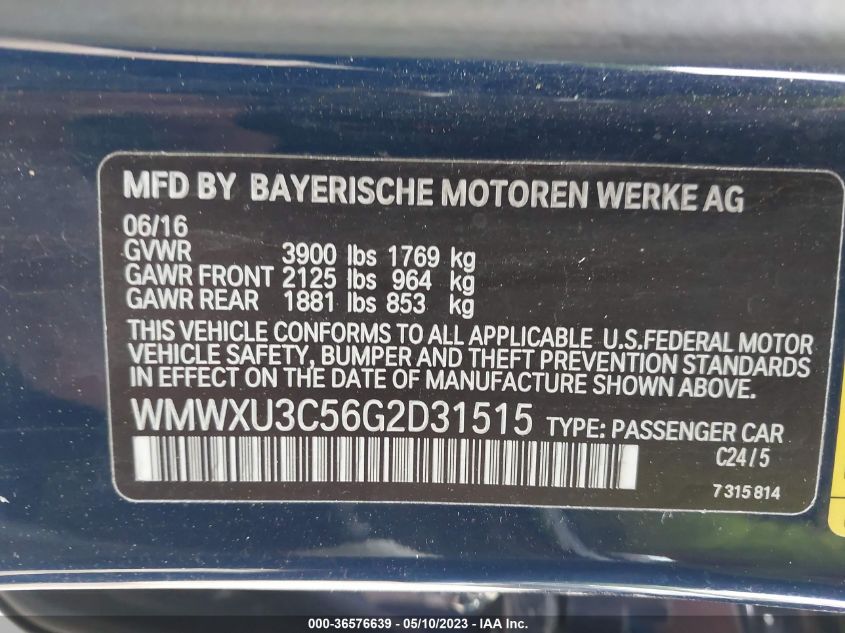 MFD BY BAYERISCHE MOTOREN WERKE AG
06/16
GVWR 3900 lbs 1769 kg
GAWR FRONT 2125 lbs 964 kg
GAWR REAR 1881 lbs 853 kg
THIS VEHICLE CONFORMS TO ALL APPLICABLE U.S.FEDERAL MOTOR
VEHICLE SAFETY, BUMPER AND THEFT PREVENTION STANDARDS
IN EFFECT ON THE DATE OF MANUFACTURE SHOWN ABOVE.
WMWXU3C56G2D31515 TYPE: PASSENGER CAR
C24/5
7315814
000-36576639 - 05/10/2023 - IAA Inc.